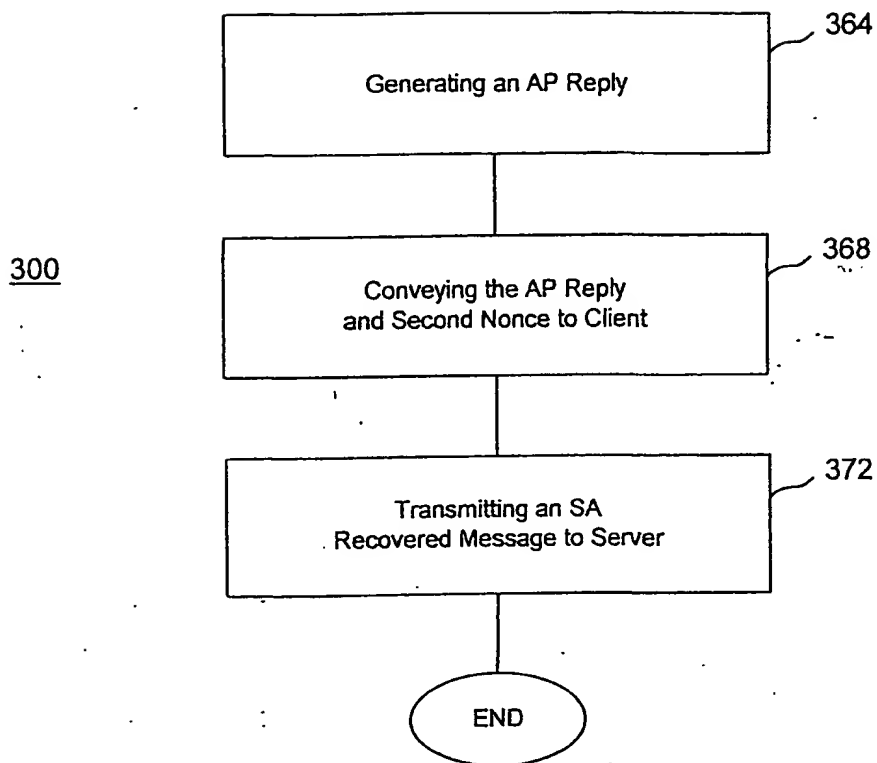 364
Generating an AP Reply
368
300
Conveying the AP Reply
and Second Nonce to Client
372
Transmitting an SA
Recovered Message to Server
END